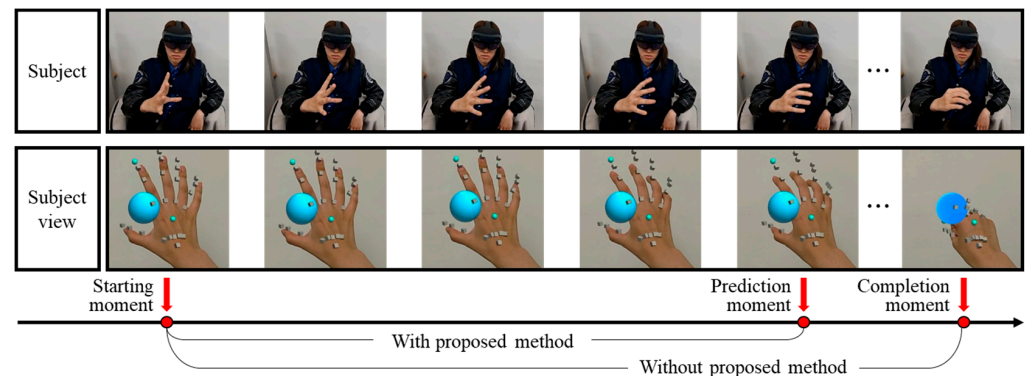 Subject
...
Subject
view
...
Starting
moment
Prediction
moment
Completion
moment
With proposed method
Without proposed method